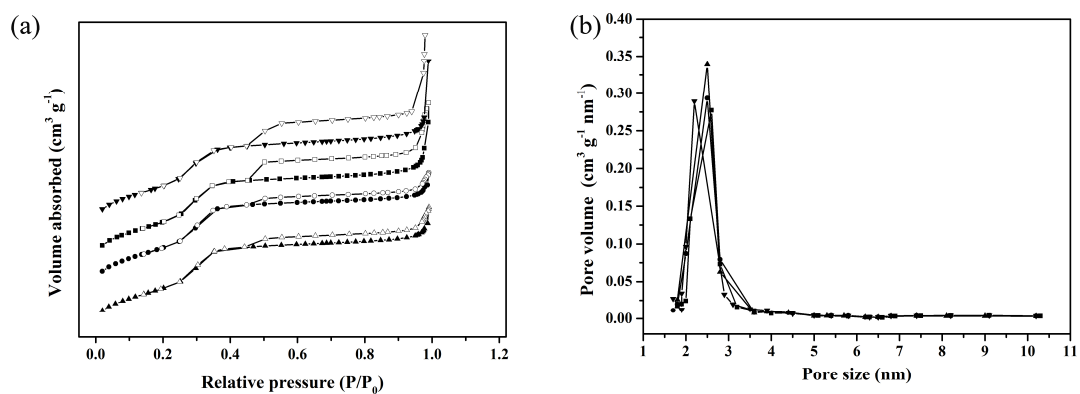 (a)
Volume absorbed (cm³ g⁻¹)
0.0 0.2 0.4 0.6 0.8 1.0 1.2
Relative pressure (P/P₀)
(b)
0.40
0.35
0.30
0.25
0.20
0.15
0.10
0.05
0.00
Pore volume (cm³ g⁻¹ nm⁻¹)
1 2 3 4 5 6 7 8 9 10 11
Pore size (nm)